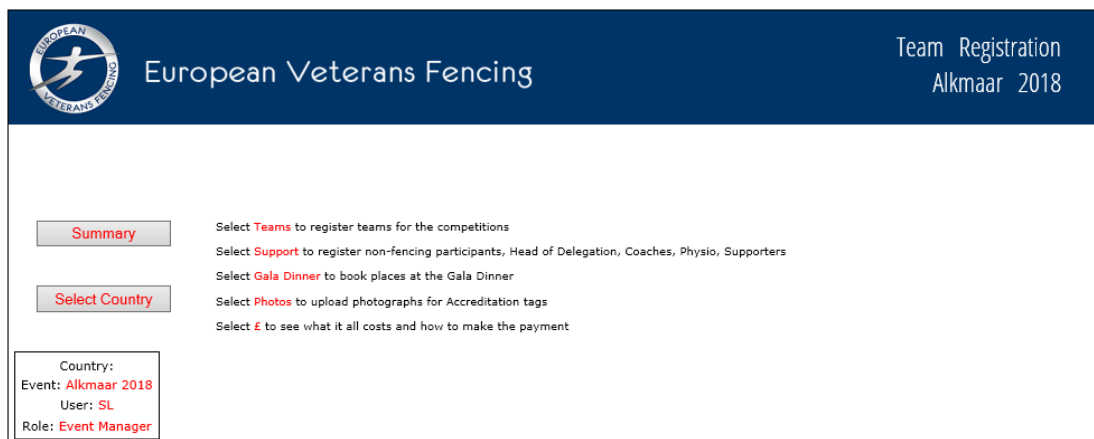 EUROPEAN
VETERANS FENCING
European Veterans Fencing
Team Registration
Alkmaar 2018
Summary
Select Country
Select Teams to register teams for the competitions
Select Support to register non-fencing participants, Head of Delegation, Coaches, Physio, Supporters
Select Gala Dinner to book places at the Gala Dinner
Select Photos to upload photographs for Accreditation tags
Select £ to see what it all costs and how to make the payment
Country:
Event: Alkmaar 2018
User: SL
Role: Event Manager